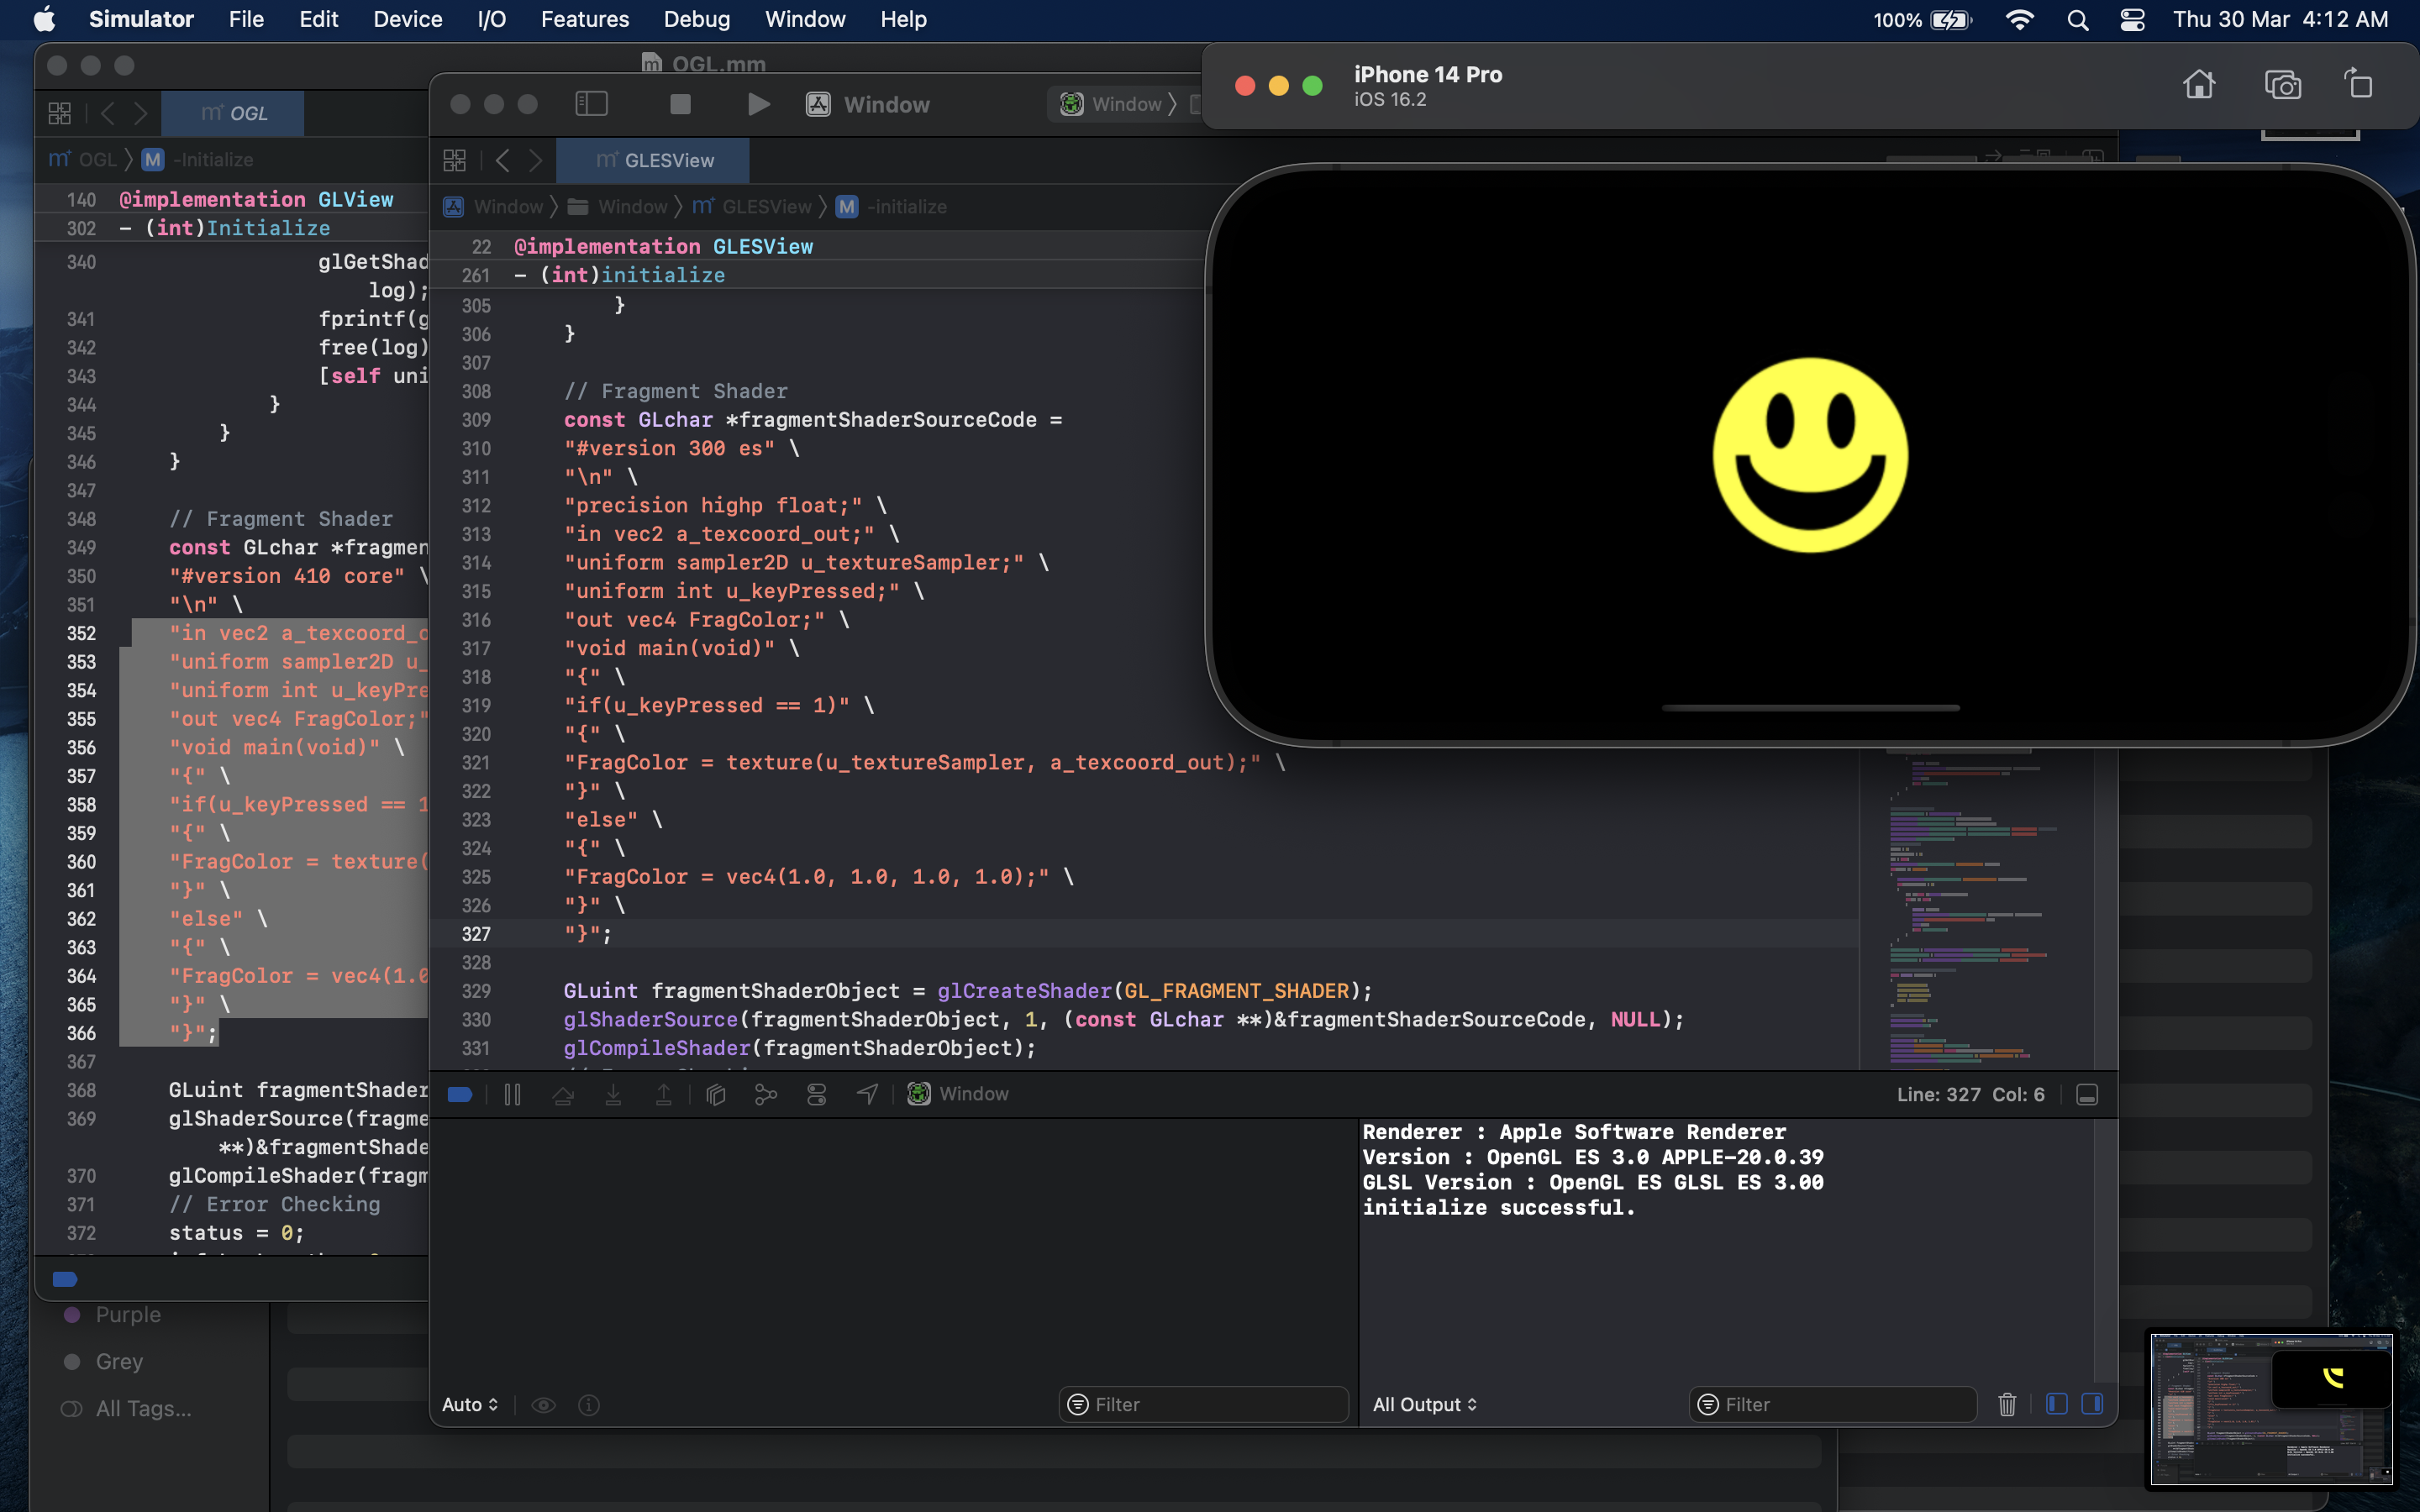 Simulator File Edit Device I/O Features Debug Window Help 100% Thu 30 Mar 4:12 AM
OGL.mm
OGL
OGL M -Initialize
140 @implementation GLView
302 - (int)Initialize
340 glGetShad
log);
341 fprintf(g
342 free(log)
343 [self uni
344 }
345 }
346 }
347
348 // Fragment Shader
349 const GLchar *fragmen
350 "#version 410 core" \
351 "\n" \
352 "in vec2 a_texcoord_o
353 "uniform sampler2D u_
354 "uniform int u_keyPre
355 "out vec4 FragColor;"
356 "void main(void)" \
357 "{" \
358 "if(u_keyPressed == 1
359 "{" \
360 "FragColor = texture(
361 "}" \
362 "else" \
363 "{" \
364 "FragColor = vec4(1.0
365 "}" \
366 "}";
367
368 GLuint fragmentShader
369 glShaderSource(fragme
**)&fragmentShade
370 glCompileShader(fragm
371 // Error Checking
372 status = 0;
Purple
Grey
All Tags...
Window
Window
GLESView
Window Window GLESView M -initialize
22 @implementation GLESView
261 - (int)initialize
305 }
306 }
307
308 // Fragment Shader
309 const GLchar *fragmentShaderSourceCode =
310 "#version 300 es" \
311 "\n" \
312 "precision highp float;" \
313 "in vec2 a_texcoord_out;" \
314 "uniform sampler2D u_textureSampler;" \
315 "uniform int u_keyPressed;" \
316 "out vec4 FragColor;" \
317 "void main(void)" \
318 "{" \
319 "if(u_keyPressed == 1)" \
320 "{" \
321 "FragColor = texture(u_textureSampler, a_texcoord_out);" \
322 "}" \
323 "else" \
324 "{" \
325 "FragColor = vec4(1.0, 1.0, 1.0, 1.0);" \
326 "}" \
327 "}";
328
329 GLuint fragmentShaderObject = glCreateShader(GL_FRAGMENT_SHADER);
330 glShaderSource(fragmentShaderObject, 1, (const GLchar **)&fragmentShaderSourceCode, NULL);
331 glCompileShader(fragmentShaderObject);
Window Line: 327 Col: 6
Renderer : Apple Software Renderer
Version : OpenGL ES 3.0 APPLE-20.0.39
GLSL Version : OpenGL ES GLSL ES 3.00
initialize successful.
Auto Filter All Output Filter
iPhone 14 Pro
iOS 16.2